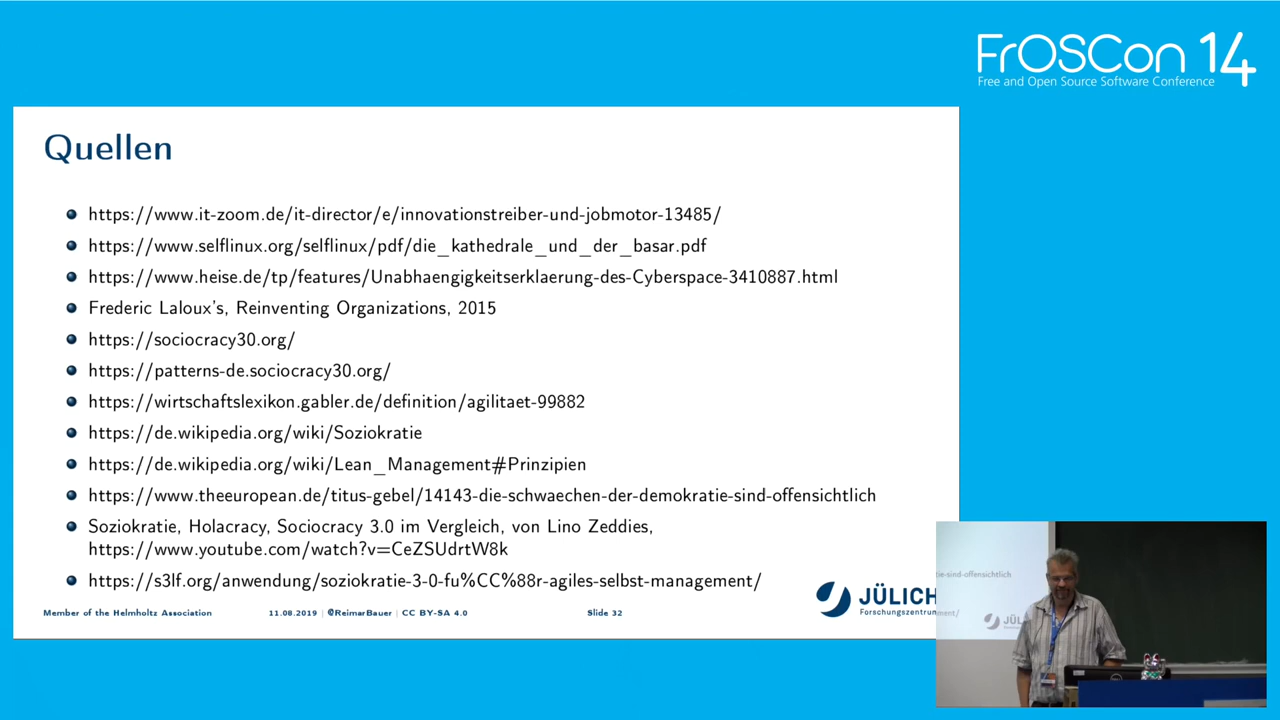 FrOSCon 14
Free and Open Source Software Conference
Quellen
https://www.it-zoom.de/it-director/e/innovationstreiber-und-jobmotor-13485/
https://www.selflinux.org/selflinux/pdf/die_kathedrale_und_der_basar.pdf
https://www.heise.de/tp/features/Unabhaengigkeitserklaerung-des-Cyberspace-3410887.html
Frederic Laloux's, Reinventing Organizations, 2015
https://sociocracy30.org/
https://patterns-de.sociocracy30.org/
https://wirtschaftslexikon.gabler.de/definition/agilitaet-99882
https://de.wikipedia.org/wiki/Soziokratie
https://de.wikipedia.org/wiki/Lean_Management#Prinzipien
https://www.theeuropean.de/titus-gebel/14143-die-schwaechen-der-demokratie-sind-offensichtlich
Soziokratie, Holacracy, Sociocracy 3.0 im Vergleich, von Lino Zeddies,
https://www.youtube.com/watch?v=CeZSUdrtW8k
https://s3lf.org/anwendung/soziokratie-3-0-fu%CC%88r-agiles-selbst-management/
Member of the Helmholtz Association 11.08.2019 | @ReimarBauer | CC BY-SA 4.0 Slide 32
JÜLICH
Forschungszentrum
tie-sind-offensichtlich
ment/
JÜL